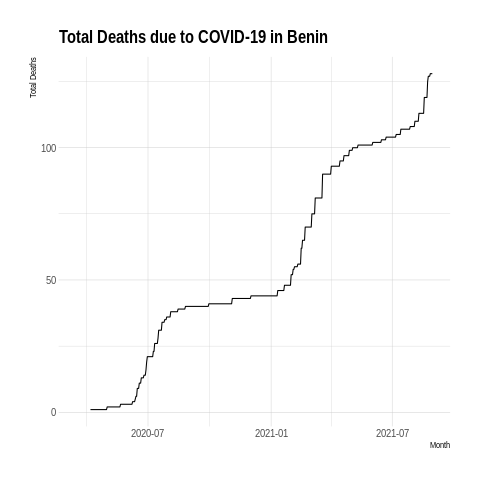 Total Deaths due to COVID-19 in Benin
Total Deaths
100
50
0
2020-07
2021-01
2021-07
Month